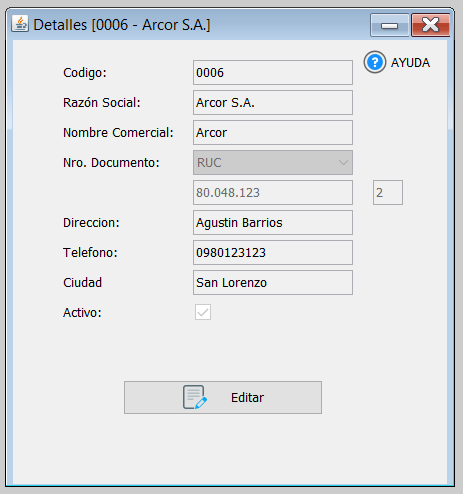 Detalles [0006 - Arcor S.A.]
AYUDA
Codigo: 0006
Razón Social: Arcor S.A.
Nombre Comercial: Arcor
Nro. Documento: RUC
80.048.123 2
Direccion: Agustin Barrios
Telefono: 0980123123
Ciudad San Lorenzo
Activo:
Editar